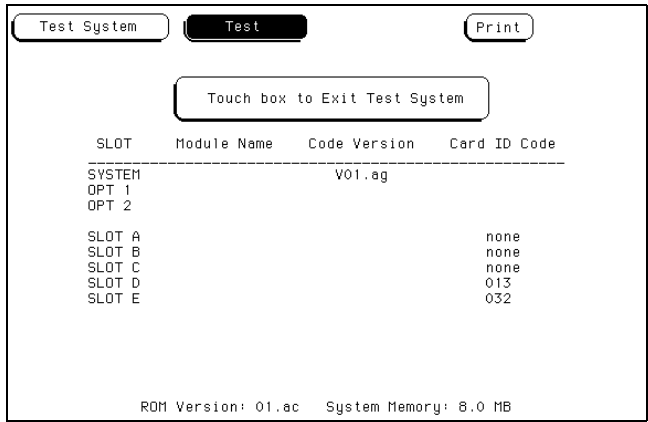 Test System Test Print
Touch box to Exit Test System
SLOT Module Name Code Version Card ID Code
SYSTEM V01.ag
OPT 1
OPT 2
SLOT A none
SLOT B none
SLOT C none
SLOT D 013
SLOT E 032
ROM Version: 01.ac System Memory: 8.0 MB